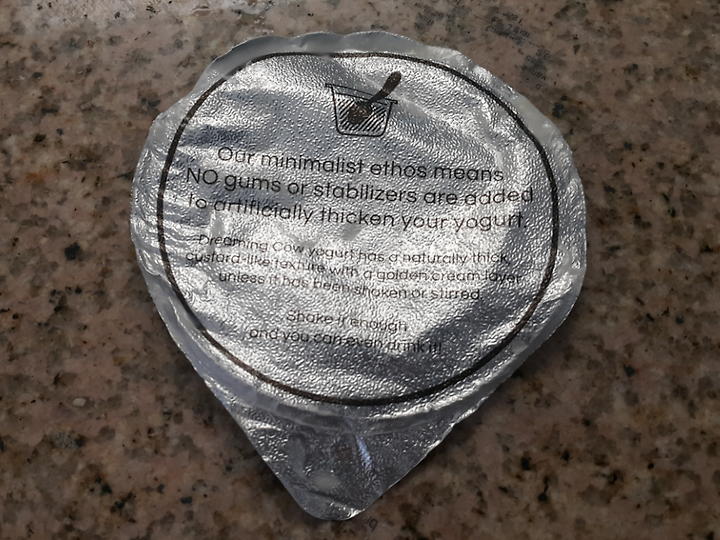 Our minimalist ethos means
NO gums or stabilizers are added
to artificially thicken your yogurt.
Dreaming Cow yogurt has a naturally thick,
custard-like texture with a golden cream layer
unless it has been shaken or stirred.
Shake it enough
and you can even drink it!